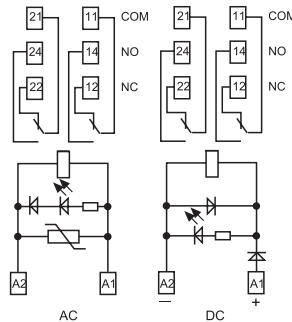 21 11 COM 21 11 COM
24 14 NO 24 14 NO
22 12 NC 22 12 NC
A2 A1 A2 A1
— +
AC DC